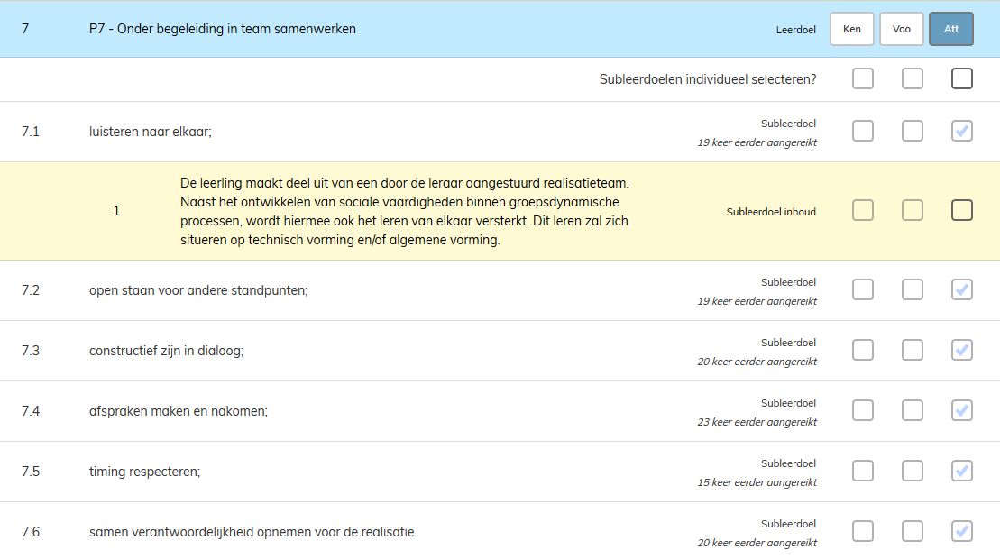 7 P7 - Onder begeleiding in team samenwerken Leerdoel Ken Voo Att
Subleerdoelen individueel selecteren?
7.1 luisteren naar elkaar; Subleerdoel
19 keer eerder aangereikt
De leerling maakt deel uit van een door de leraar aangestuurd realisatieteam.
Naast het ontwikkelen van sociale vaardigheden binnen groepsdynamische
1 processen, wordt hiermee ook het leren van elkaar versterkt. Dit leren zal zich Subleerdoel inhoud
situeren op technisch vorming en/of algemene vorming.
7.2 open staan voor andere standpunten; Subleerdoel
19 keer eerder aangereikt
7.3 constructief zijn in dialoog; Subleerdoel
20 keer eerder aangereikt
7.4 afspraken maken en nakomen; Subleerdoel
23 keer eerder aangereikt
7.5 timing respecteren; Subleerdoel
15 keer eerder aangereikt
7.6 samen verantwoordelijkheid opnemen voor de realisatie. Subleerdoel
20 keer eerder aangereikt